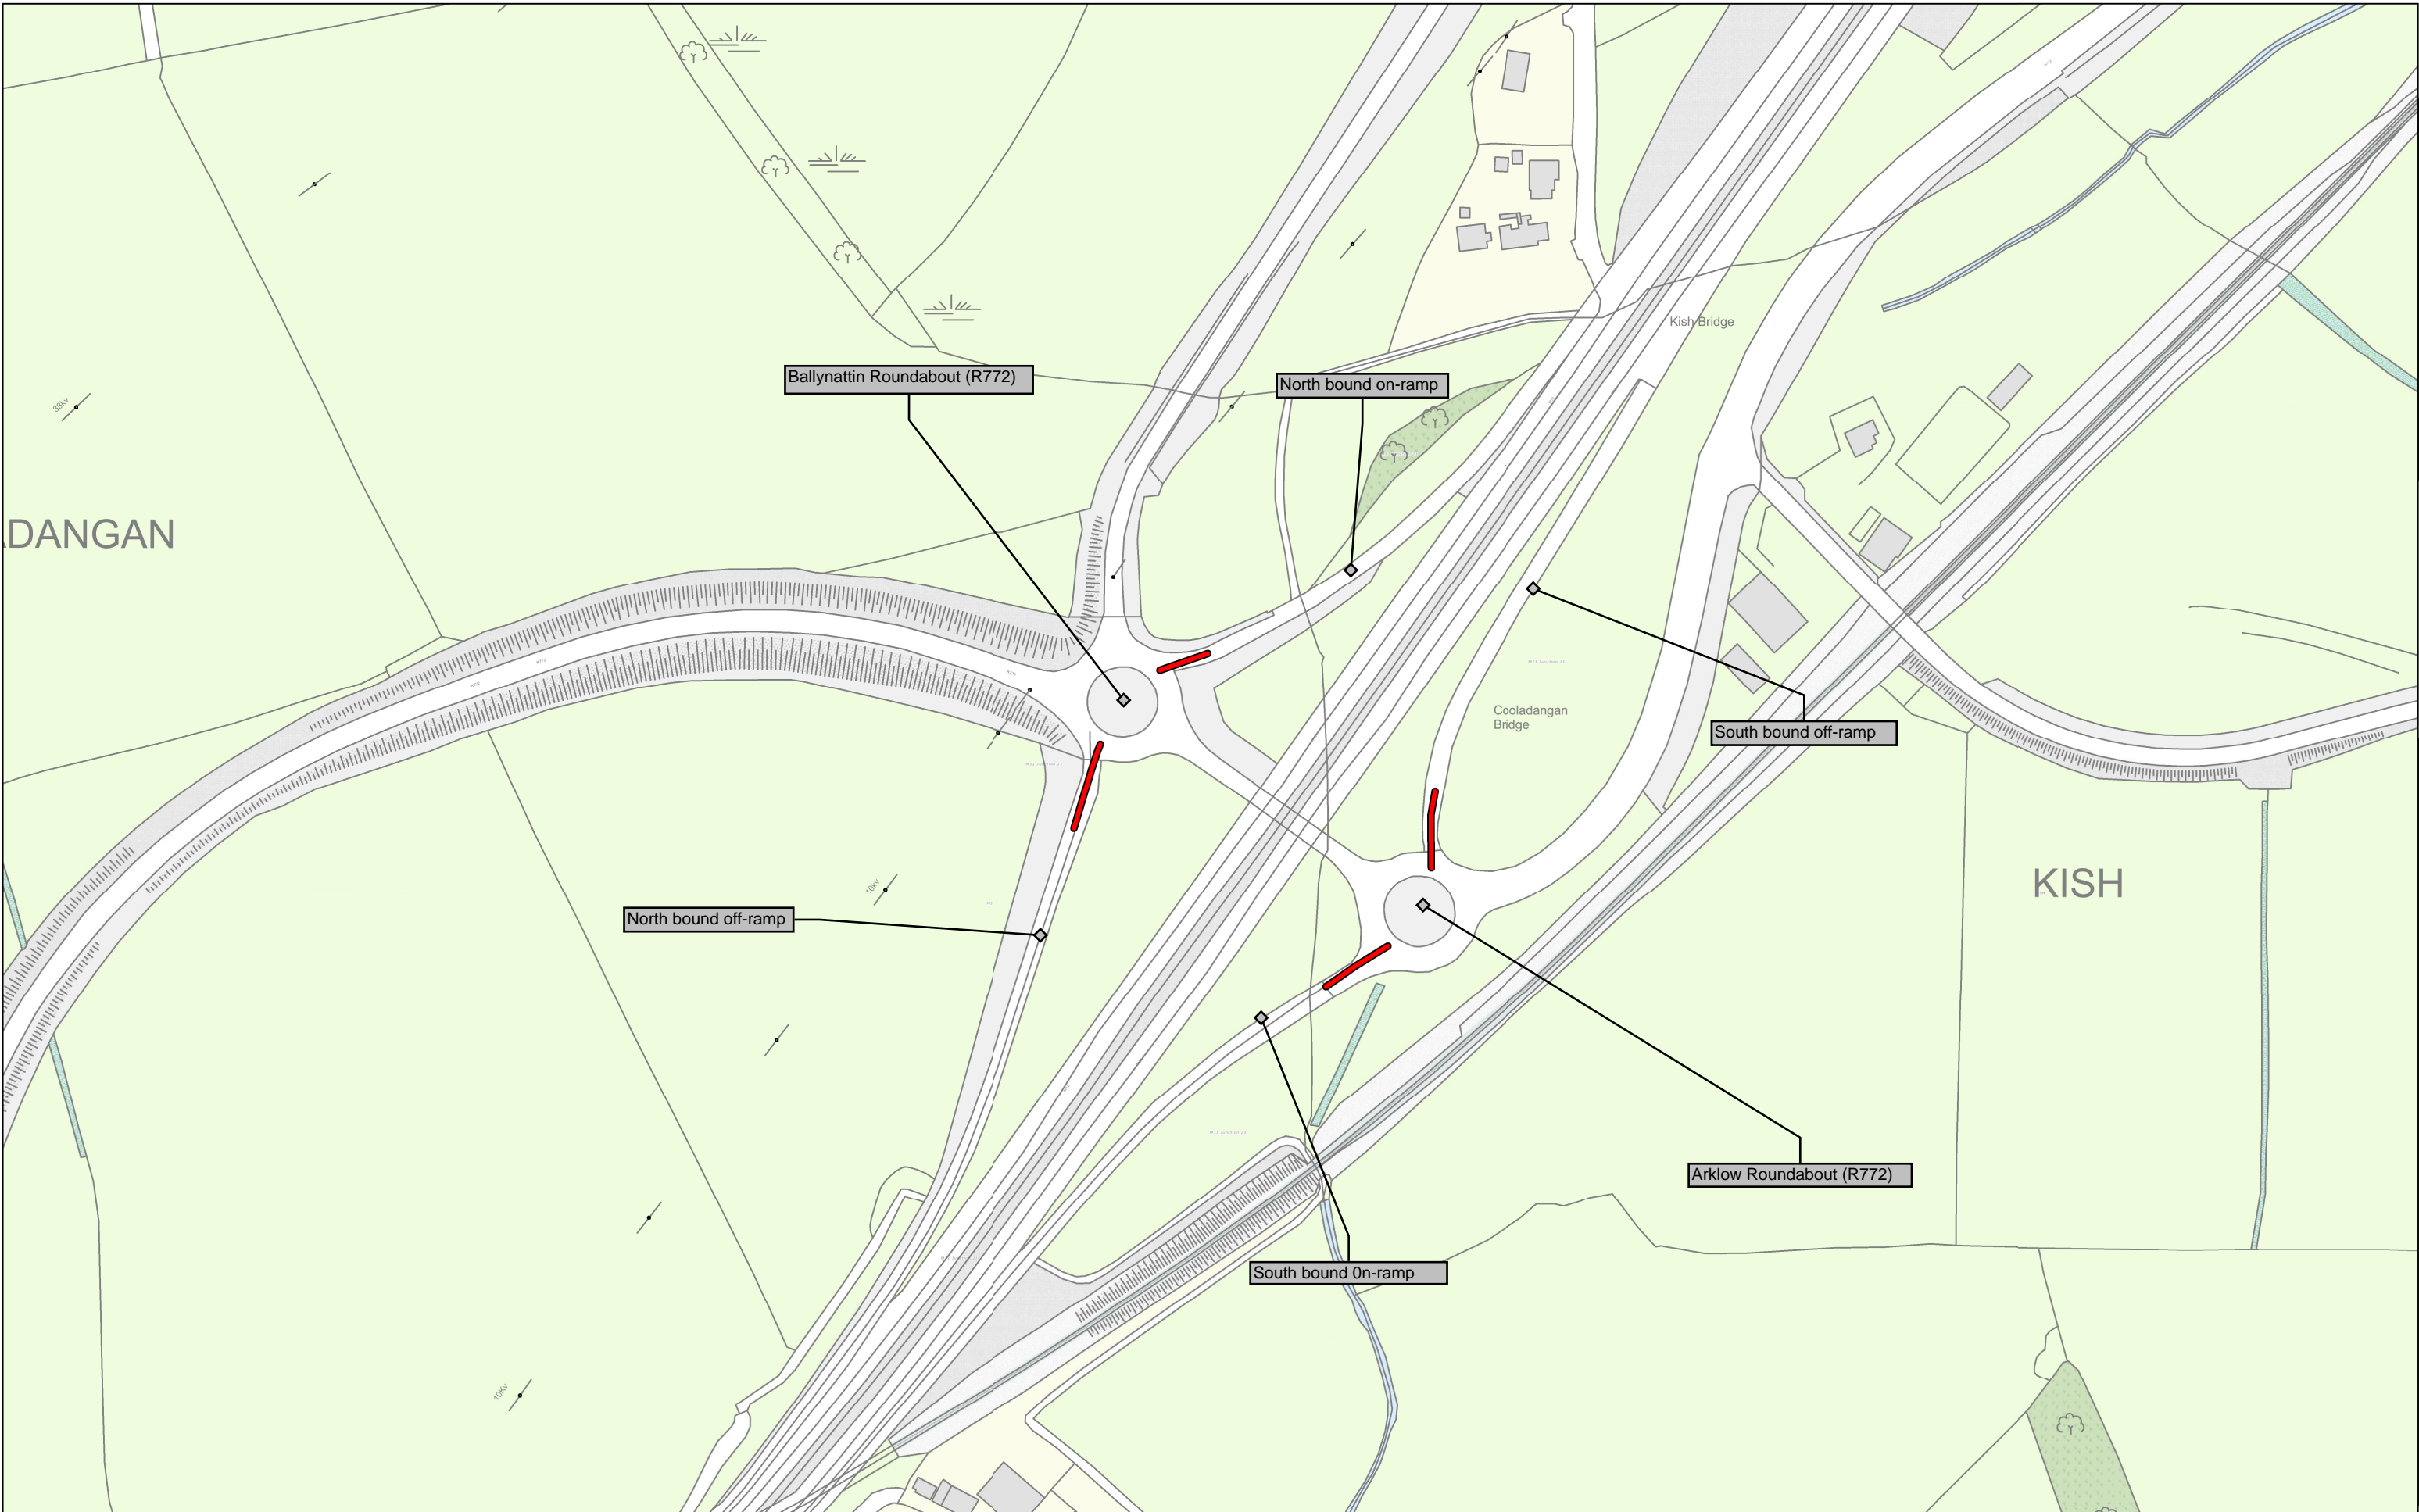 Kish Bridge
Ballynattin Roundabout (R772)
North bound on-ramp
38kv
ADANGAN
Cooladangan
Bridge
South bound off-ramp
10kv
KISH
North bound off-ramp
Arklow Roundabout (R772)
South bound 0n-ramp
10Kv